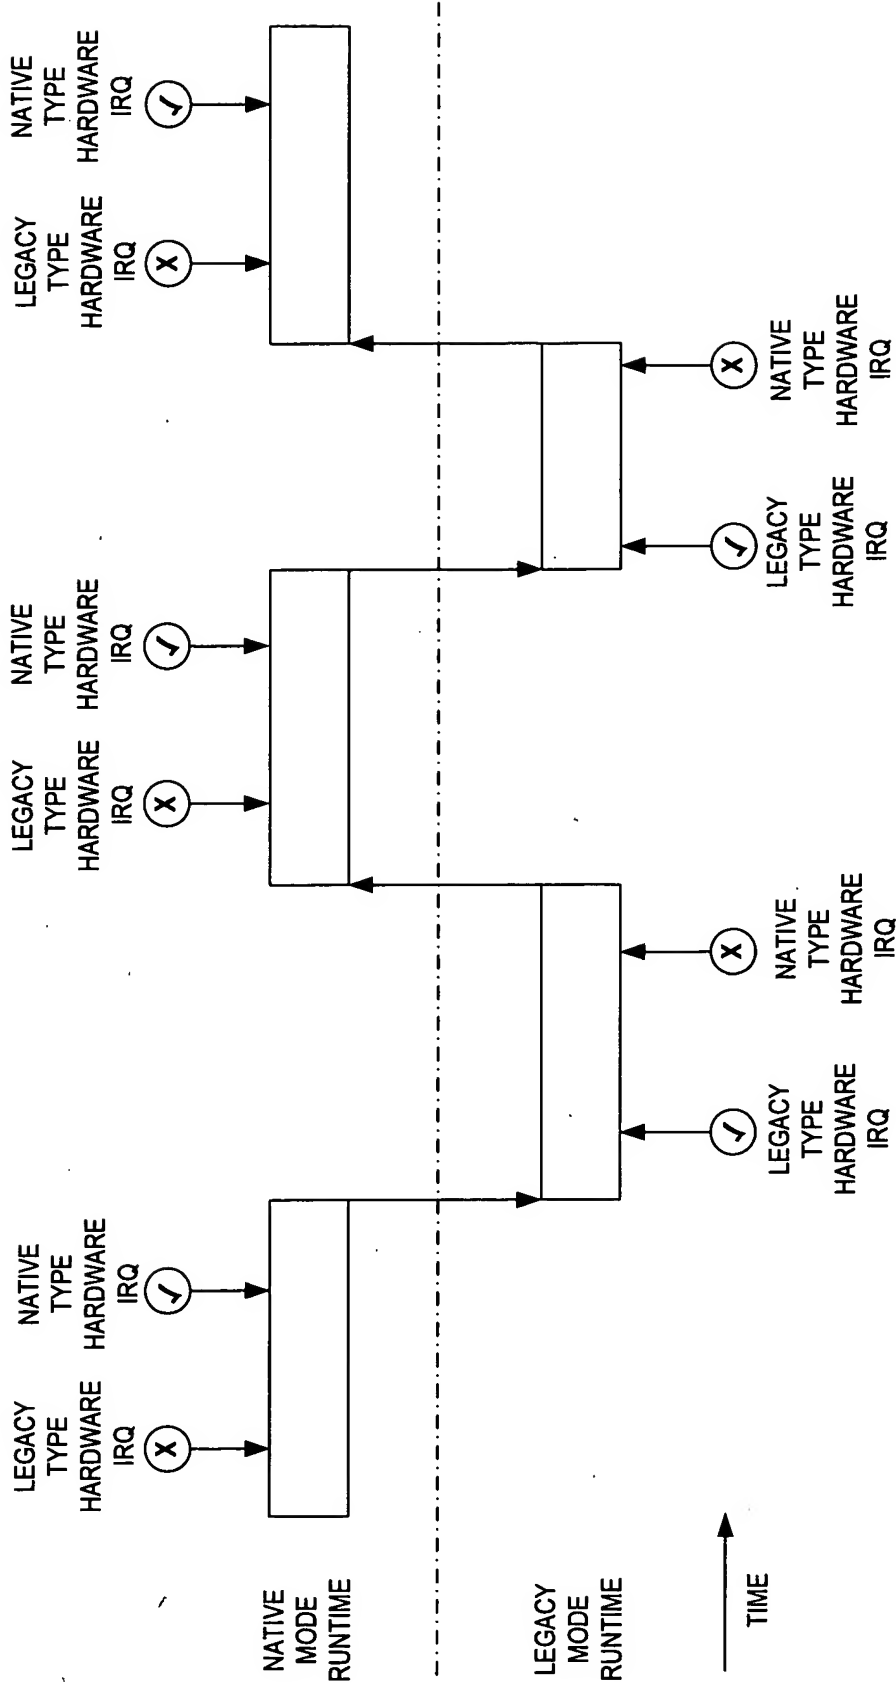 LEGACY
TYPE
HARDWARE
IRQ
X
NATIVE
TYPE
HARDWARE
IRQ
✓
LEGACY
TYPE
HARDWARE
IRQ
X
NATIVE
TYPE
HARDWARE
IRQ
✓
LEGACY
TYPE
HARDWARE
IRQ
X
NATIVE
TYPE
HARDWARE
IRQ
✓
NATIVE
MODE
RUNTIME
LEGACY
MODE
RUNTIME
✓
LEGACY
TYPE
HARDWARE
IRQ
X
NATIVE
TYPE
HARDWARE
IRQ
✓
LEGACY
TYPE
HARDWARE
IRQ
X
NATIVE
TYPE
HARDWARE
IRQ
TIME